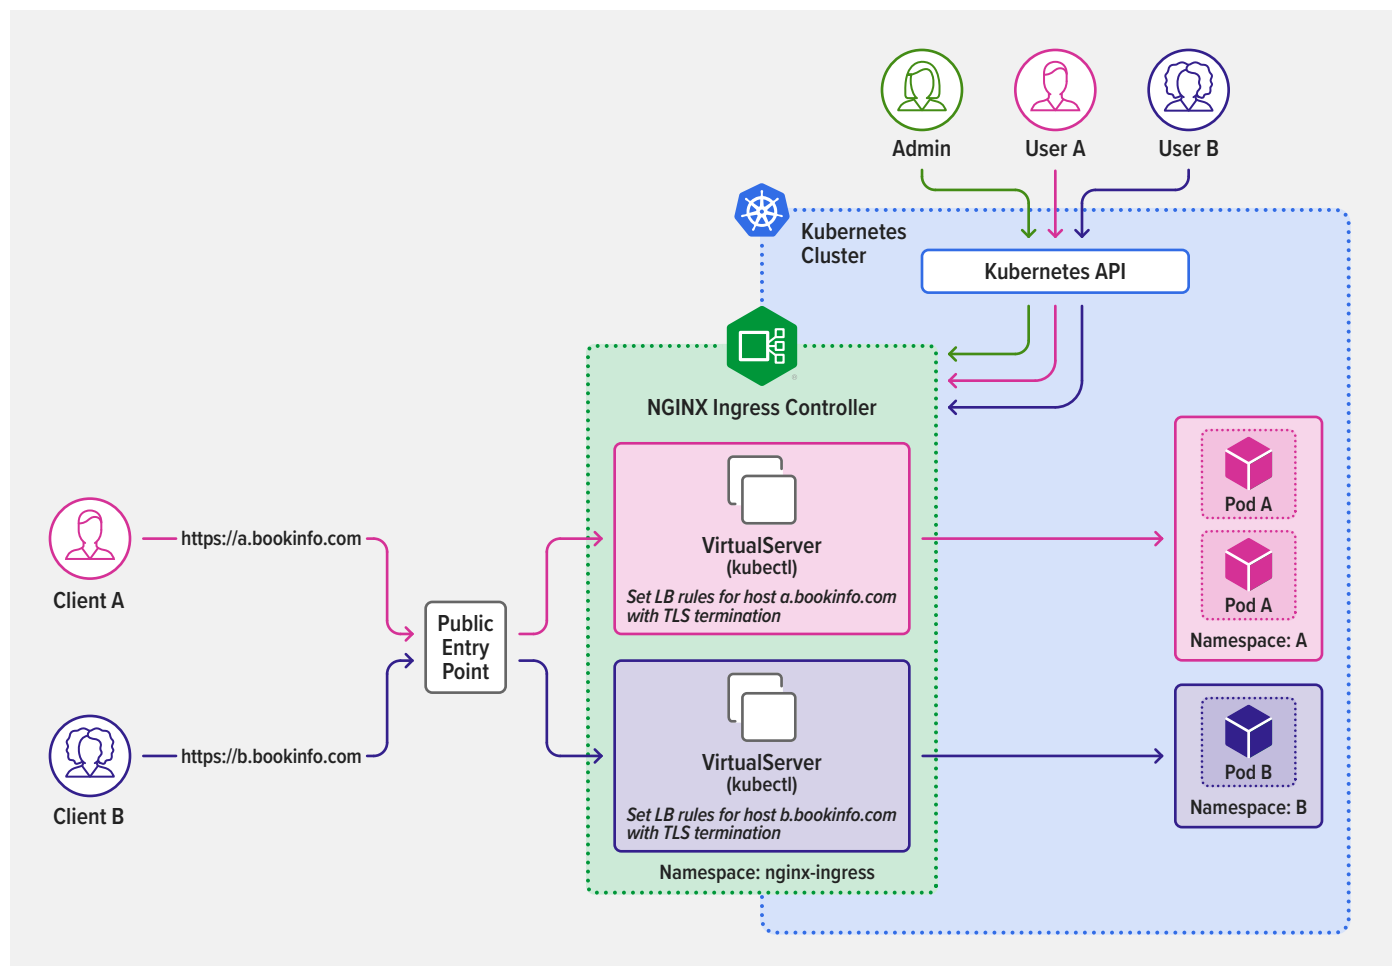 Admin
User A
User B
Kubernetes
Cluster
Kubernetes API
®
NGINX Ingress Controller
VirtualServer
(kubectl)
Set LB rules for host a.bookinfo.com
with TLS termination
Pod A
Pod A
Namespace: A
https://a.bookinfo.com
Client A
Public
Entry
Point
https://b.bookinfo.com
Client B
VirtualServer
(kubectl)
Set LB rules for host b.bookinfo.com
with TLS termination
Namespace: nginx-ingress
Pod B
Namespace: B